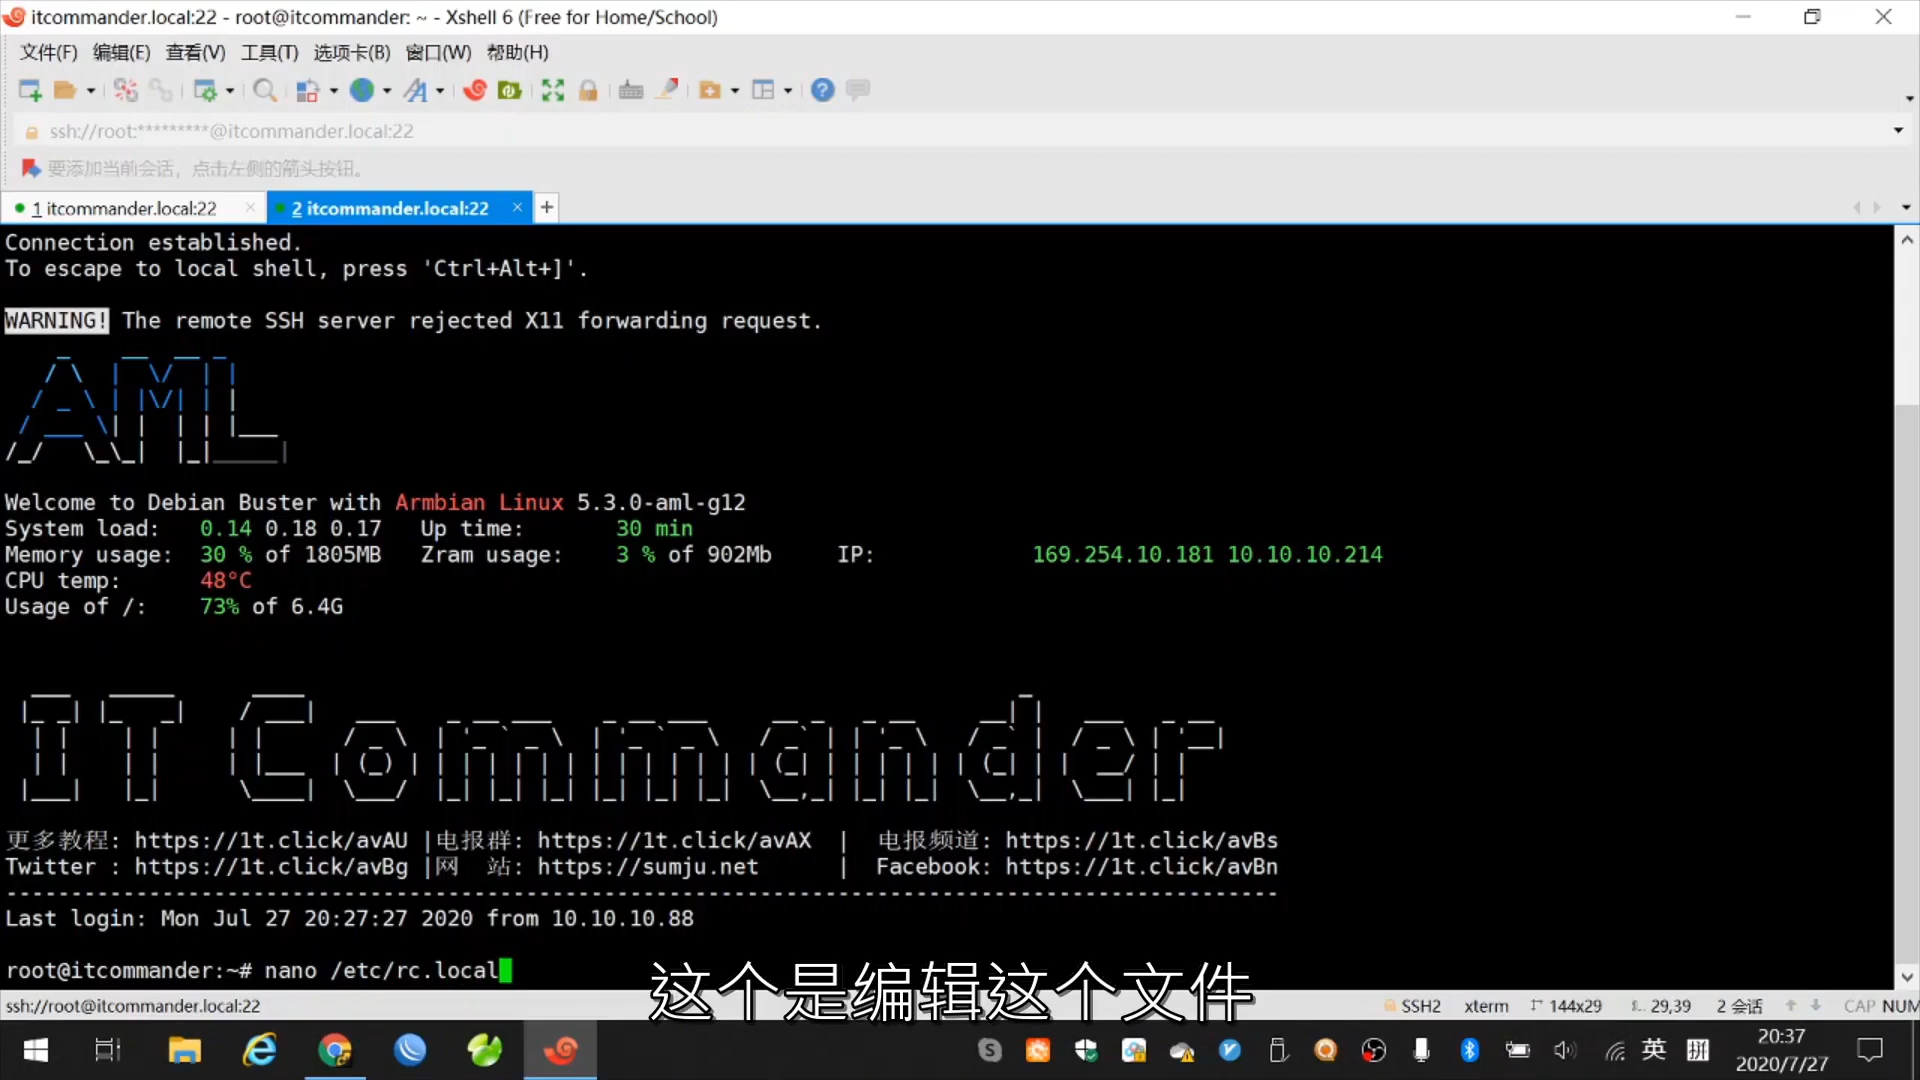 itcommander.local:22 - root@itcommander: ~ - Xshell 6 (Free for Home/School)
文件(F) 编辑(E) 查看(V) 工具(T) 选项卡(B) 窗口(W) 帮助(H)
ssh://root:*********@itcommander.local:22
要添加当前会话，点击左侧的箭头按钮。
1 itcommander.local:22 2 itcommander.local:22
Connection established.
To escape to local shell, press 'Ctrl+Alt+]'.
WARNING! The remote SSH server rejected X11 forwarding request.
AML
Welcome to Debian Buster with Armbian Linux 5.3.0-aml-g12
System load: 0.14 0.18 0.17 Up time: 30 min
Memory usage: 30 % of 1805MB Zram usage: 3 % of 902Mb IP: 169.254.10.181 10.10.10.214
CPU temp: 48°C
Usage of /: 73% of 6.4G
IT Commander
更多教程: https://1t.click/avAU |电报群: https://1t.click/avAX | 电报频道: https://1t.click/avBs
Twitter : https://1t.click/avBg |网 站: https://sumju.net | Facebook: https://1t.click/avBn
Last login: Mon Jul 27 20:27:27 2020 from 10.10.10.88
root@itcommander:~# nano /etc/rc.local
这个是编辑这个文件
ssh://root@itcommander.local:22 SSH2 xterm 144x29 29,39 2 会话 CAP NUM
英 拼 20:37
2020/7/27